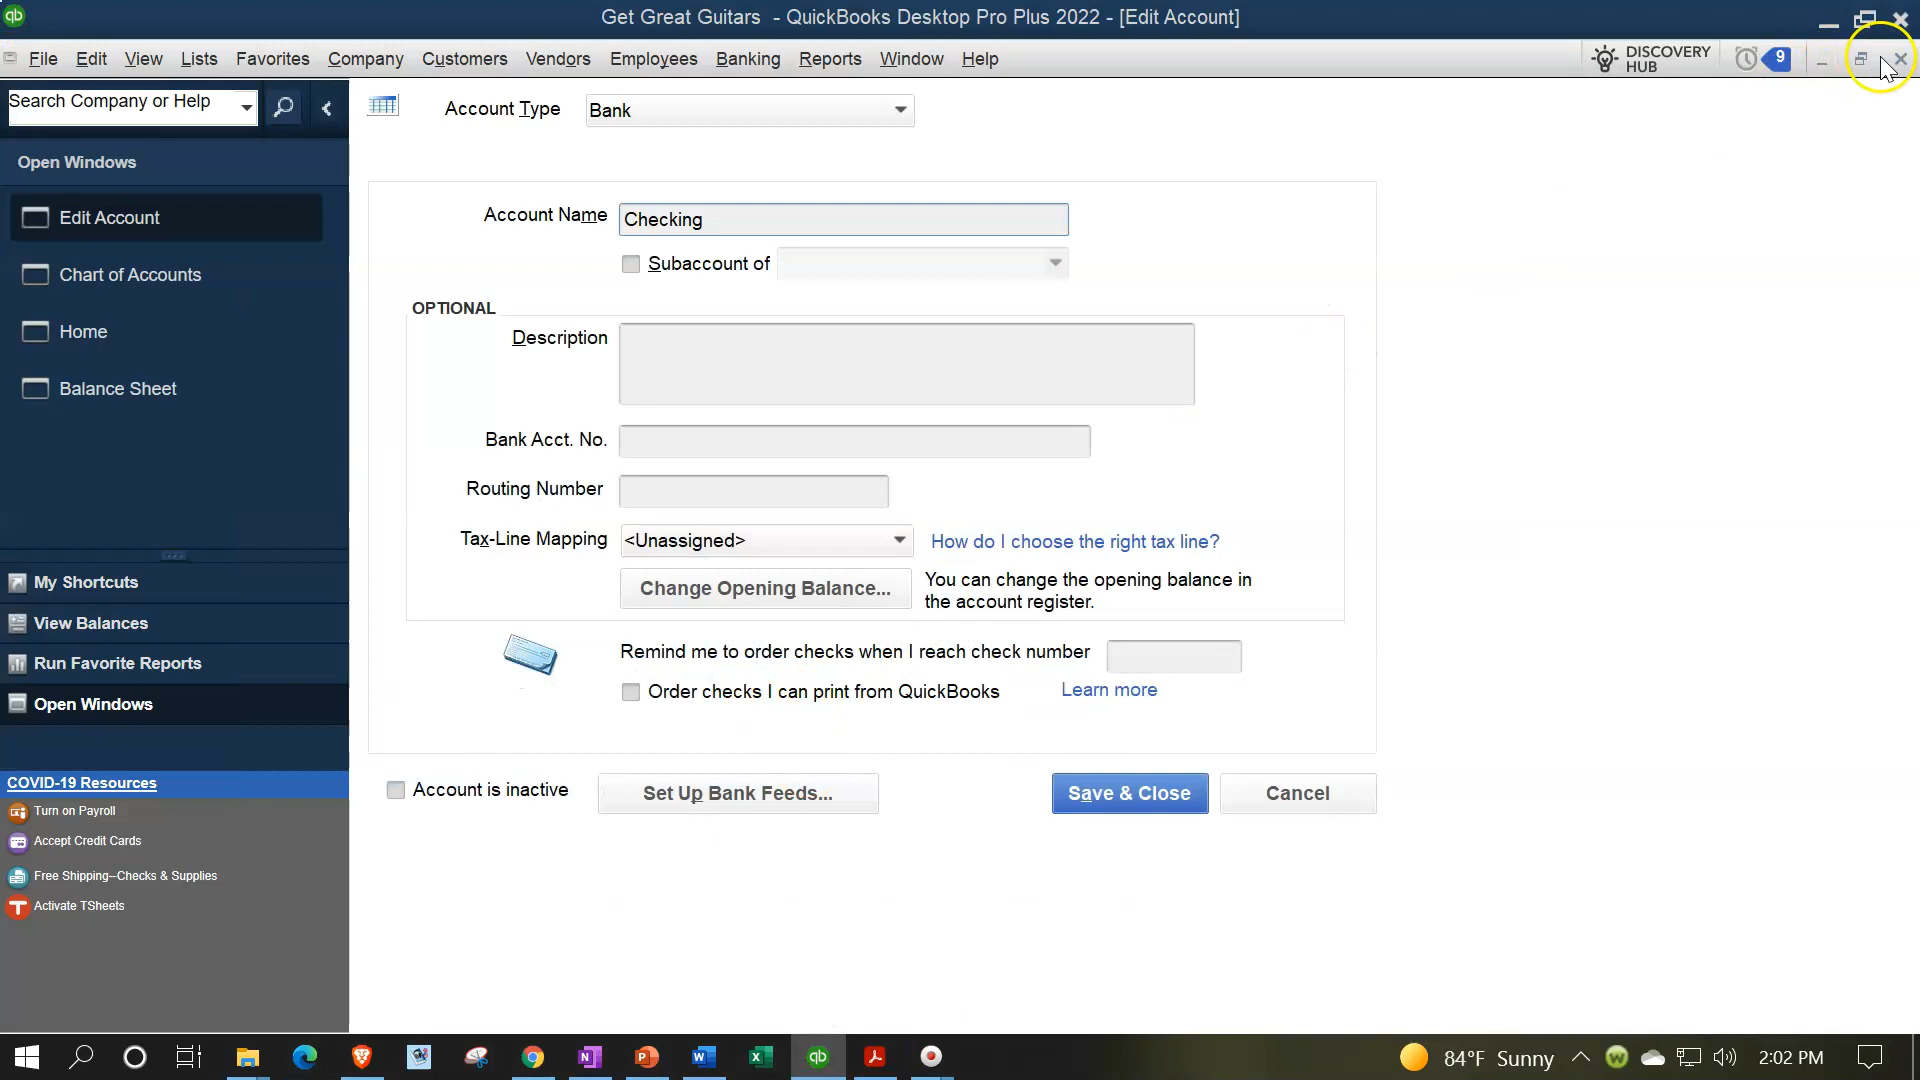 qb
Get Great Guitars - QuickBooks Desktop Pro Plus 2022 - [Edit Account]
File Edit View Lists Favorites Company Customers Vendors Employees Banking Reports Window Help
DISCOVERY
HUB
9
Search Company or Help
Account Type
Bank
Open Windows
Edit Account
Chart of Accounts
Home
Balance Sheet
Account Name
Checking
Subaccount of
OPTIONAL
Description
Bank Acct. No.
Routing Number
Tax-Line Mapping
<Unassigned>
How do I choose the right tax line?
Change Opening Balance...
You can change the opening balance in
the account register.
Remind me to order checks when I reach check number
Order checks I can print from QuickBooks
Learn more
Account is inactive
Set Up Bank Feeds...
Save & Close
Cancel
My Shortcuts
View Balances
Run Favorite Reports
Open Windows
COVID-19 Resources
Turn on Payroll
Accept Credit Cards
Free Shipping--Checks & Supplies
Activate TSheets
84°F Sunny
2:02 PM